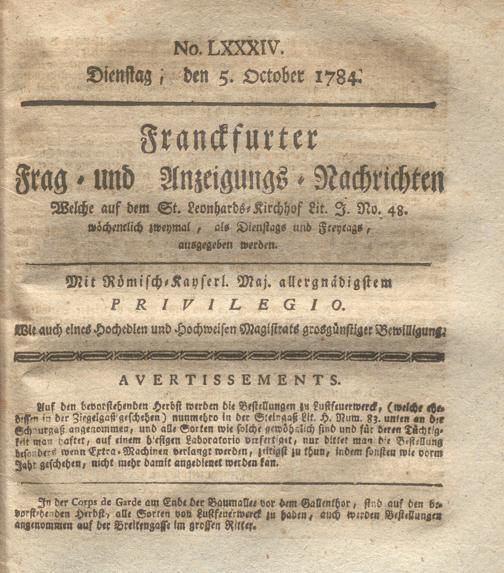 No. LXXXIV.
Dienstag, den 5. October 1784.
Franckfurter
Frag- und Anzeigungs-Nachrichten
Welche auf dem St. Leonhards-Kirchhof Lit. J. No. 48.
wöchentlich zweymal, als Dienstags und Freytags,
ausgegeben werden.
Mit Römisch-Kayserl. Maj. allergnädigstem
PRIVILEGIO.
Wie auch eines Hochedlen und Hochweisen Magistrats grosgünstiger Bewilligung.
AVERTISSEMENTS.
Auf den bevorstehenden Herbst werden die Bestellungen zu Lustfeuerwerck, (welche ehe-
dessen in der Ziegelgaß geschehen) nunmehro in der Steingaß Lit. H. Num. 83. unten an der
Schnurgaß angenommen, und alle Sorten wie solche gewöhnlich sind und für deren Tüchtig-
keit man haftet, auf einem hiesigen Laboratorio verfertigt, nur bittet man die Bestellung
besonders wenn Extra-Machinen verlangt werden, zeitigst zu thun, indem sonsten wie vorm
Jahr geschehen, nicht mehr damit angedienet werden kan.
In der Corps de Garde am Ende der Baumallee vor dem Gallenthor, sind auf den be-
vorstehenden Herbst, alle Sorten von Lustfeuerwerck zu haben, auch werden Bestellungen
angenommen auf der Breitengasse im grossen Ritter.